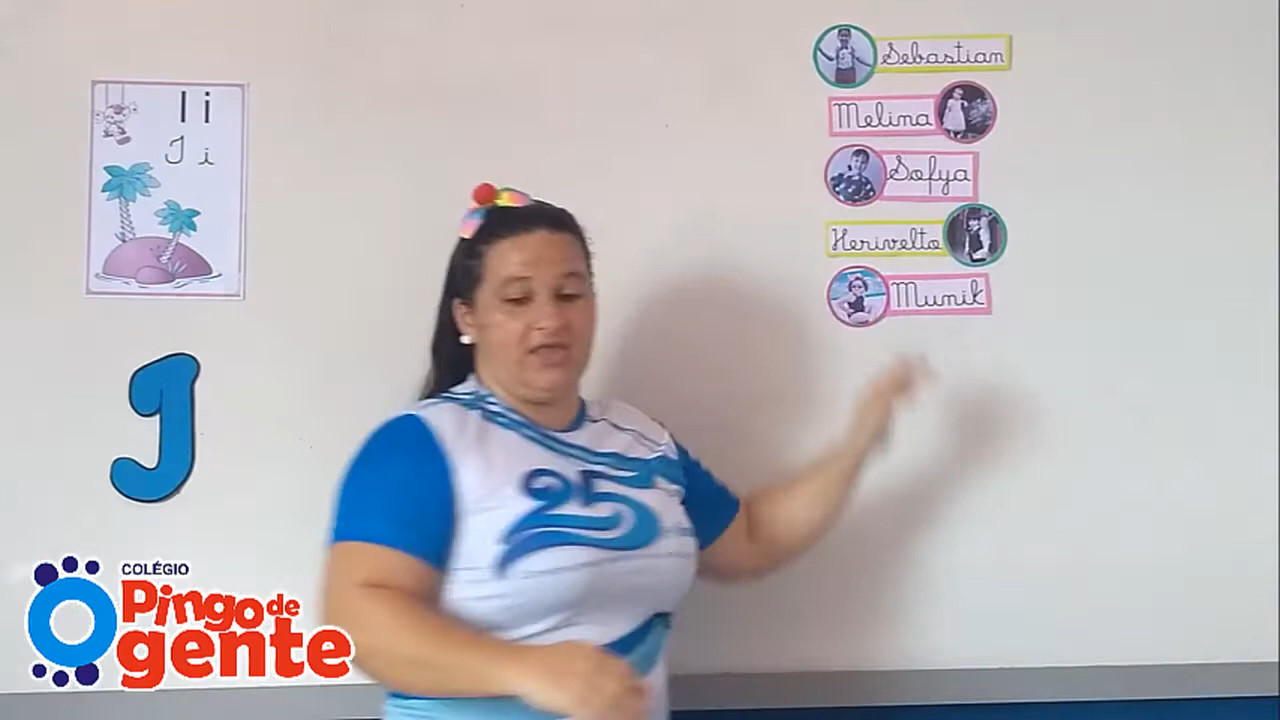 I i
I i
I
Sebastian
Melina
Sofya
Herivelto
Munik
25
COLÉGIO
Pingo de
gente